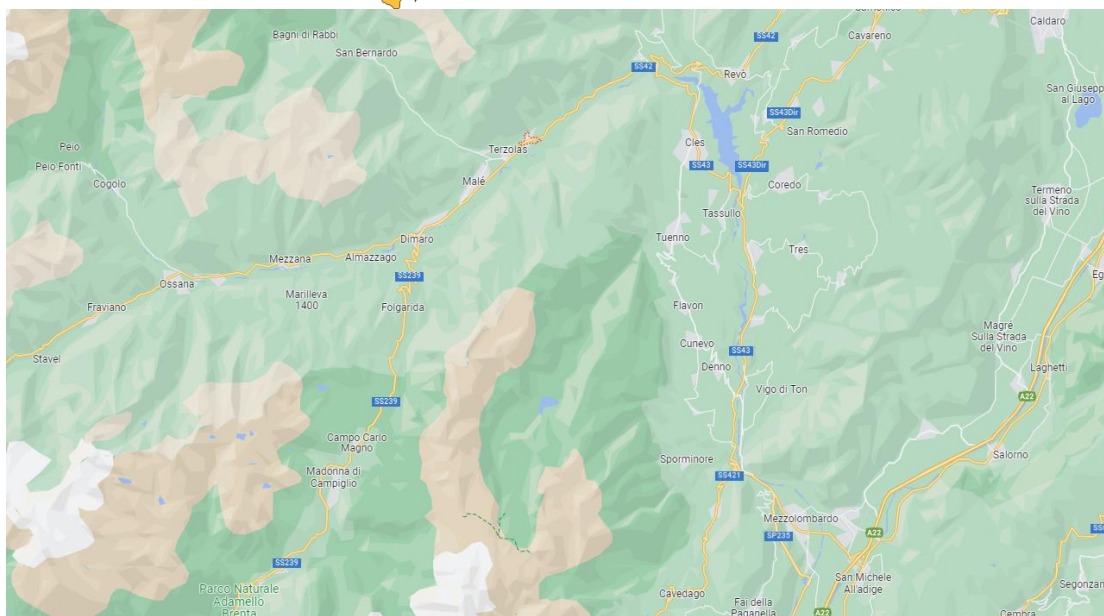 Caldaro
Bagni di Rabbi
SS42
Cavareno
San Bernardo
SS42
Revò
San Giuseppe
al Lago
SS43Dir
San Romedio
Peio
Terzolas
Cles
Peio Fonti
SS43
SS43Dir
Cogolo
Malé
Coredo
Termeno
sulla Strada
del Vino
Tassullo
Dimaro
Tuenno
Mezzana
Almazzago
Tres
SS239
Ossana
Marilleva
1400
Fraviano
Folgarida
Flavon
Magrè
Sulla Strada
del Vino
Cunevo
SS43
Stavel
Denno
Laghetti
Vigo di Ton
A22
SS239
Campo Carlo
Magno
Sporminore
Salorno
Madonna di
Campiglio
SS421
Mezzolombardo
A22
SP235
SS239
San Michele
All'adige
Parco Naturale
Adamello
Brenta
Cavedago
Fai della
Paganella
A22
Cembra